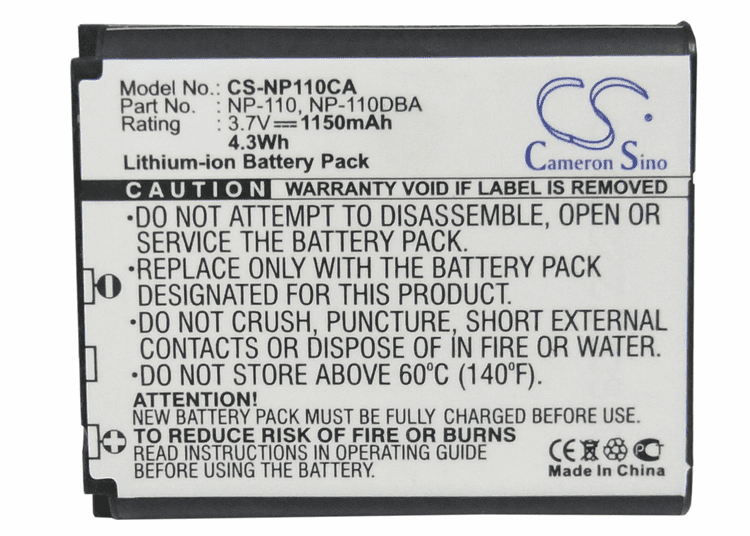 Model No.: CS-NP110CA
Part No. : NP-110, NP-110DBA
Rating : 3.7V 1150mAh
4.3Wh
Lithium-ion Battery Pack
CS
Cameron Sino
CAUTION WARRANTY VOID IF LABEL IS REMOVED
·DO NOT ATTEMPT TO DISASSEMBLE, OPEN OR
SERVICE THE BATTERY PACK.
·REPLACE ONLY WITH THE BATTERY PACK
DESIGNATED FOR THIS PRODUCT.
·DO NOT CRUSH, PUNCTURE, SHORT EXTERNAL
CONTACTS OR DISPOSE OF IN FIRE OR WATER.
·DO NOT STORE ABOVE 60°C (140°F).
ATTENTION!
NEW BATTERY PACK MUST BE FULLY CHARGED BEFORE USE
TO REDUCE RISK OF FIRE OR BURNS
READ INSTRUCTIONS IN OPERATING GUIDE
BEFORE USING THE BATTERY.
CE
Made In China